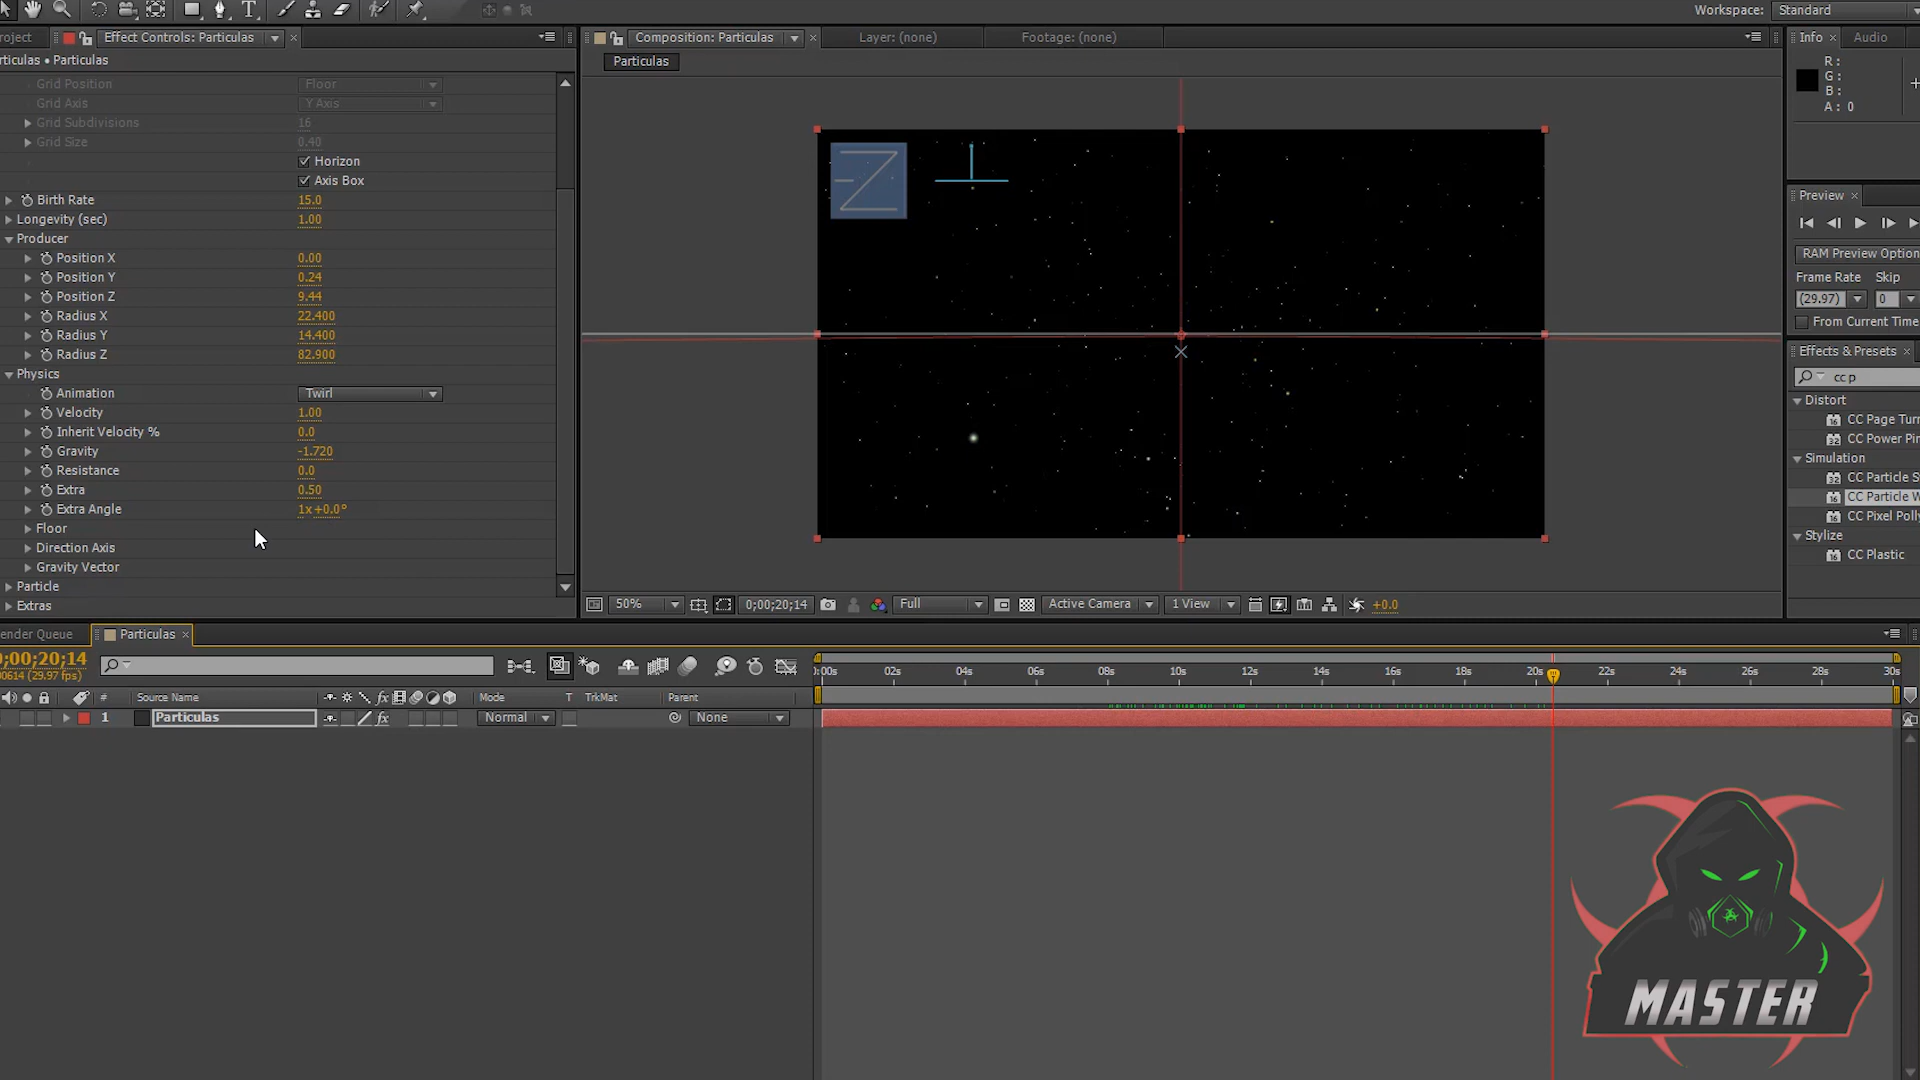 Workspace: Standard
roject Effect Controls: Particulas
rticulas • Particulas
Grid Position Floor
Grid Axis Y Axis
Grid Subdivisions 16
Grid Size 0.40
Horizon
Axis Box
Birth Rate 15.0
Longevity (sec) 1.00
Producer
Position X 0.00
Position Y 0.24
Position Z 9.44
Radius X 22.400
Radius Y 14.400
Radius Z 82.900
Physics
Animation Twirl
Velocity 1.00
Inherit Velocity % 0.0
Gravity -1.720
Resistance 0.0
Extra 0.50
Extra Angle 1x+0.0°
Floor
Direction Axis
Gravity Vector
Particle
Extras
Composition: Particulas Layer: (none) Footage: (none)
Particulas
-Z
50% 0;00;20;14 Full Active Camera 1 View +0.0
Info Audio
R:
G:
B:
A: 0
Preview
RAM Preview Option
Frame Rate Skip
(29.97) 0
From Current Time
Effects & Presets
cc p
Distort
CC Page Turr
CC Power Pin
Simulation
CC Particle S
CC Particle W
CC Pixel Polly
Stylize
CC Plastic
ender Queue Particulas
0;00;20;14
00614 (29.97 fps)
# Source Name fx Mode T TrkMat Parent
1 Particulas fx Normal None
:00s 02s 04s 06s 08s 10s 12s 14s 16s 18s 20s 22s 24s 26s 28s 30s
MASTER